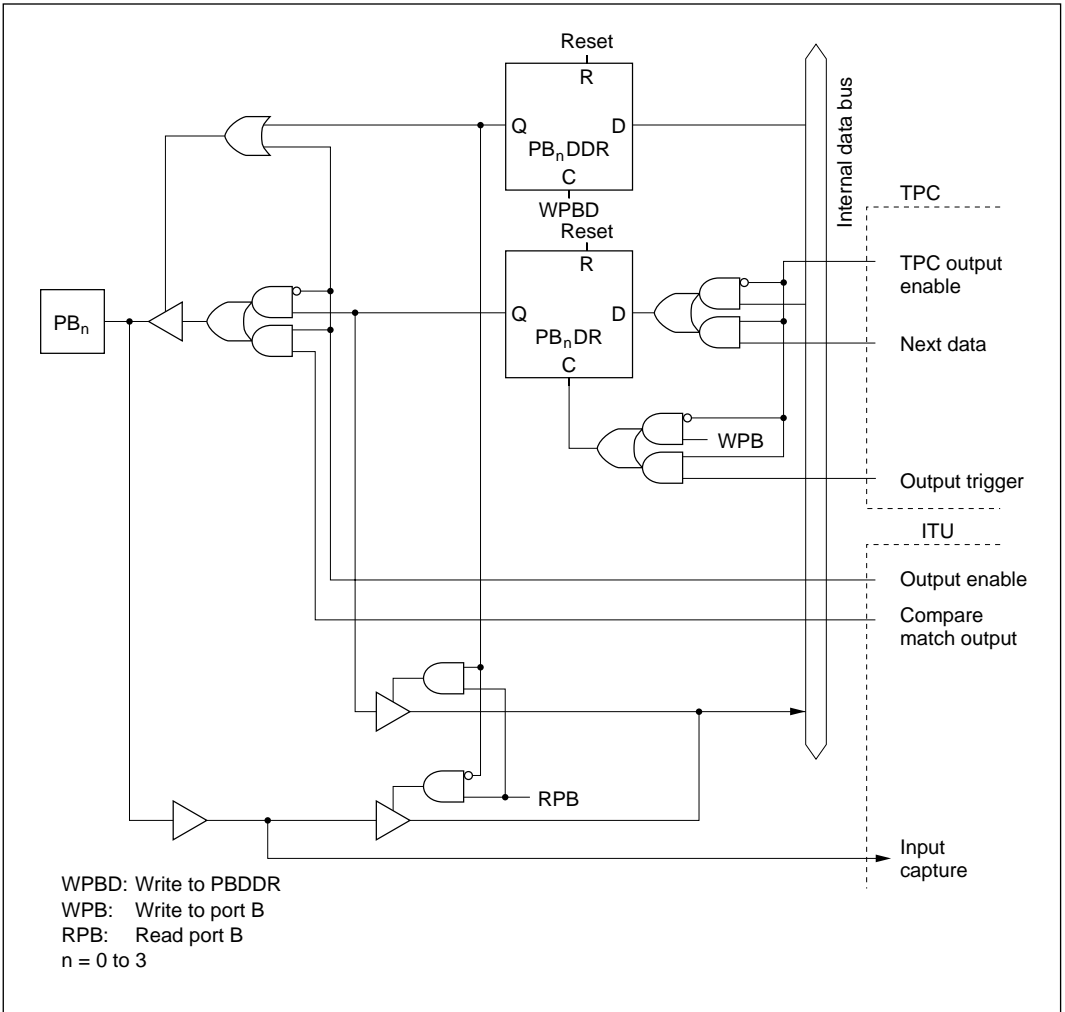 Reset
R
Q D
PBnDDR
C
WPBD
Internal data bus
TPC
Reset
R
TPC output
enable
PBn
Q D
PBnDR
C
Next data
WPB
Output trigger
ITU
Output enable
Compare
match output
RPB
Input
capture
WPBD: Write to PBDDR
WPB: Write to port B
RPB: Read port B
n = 0 to 3